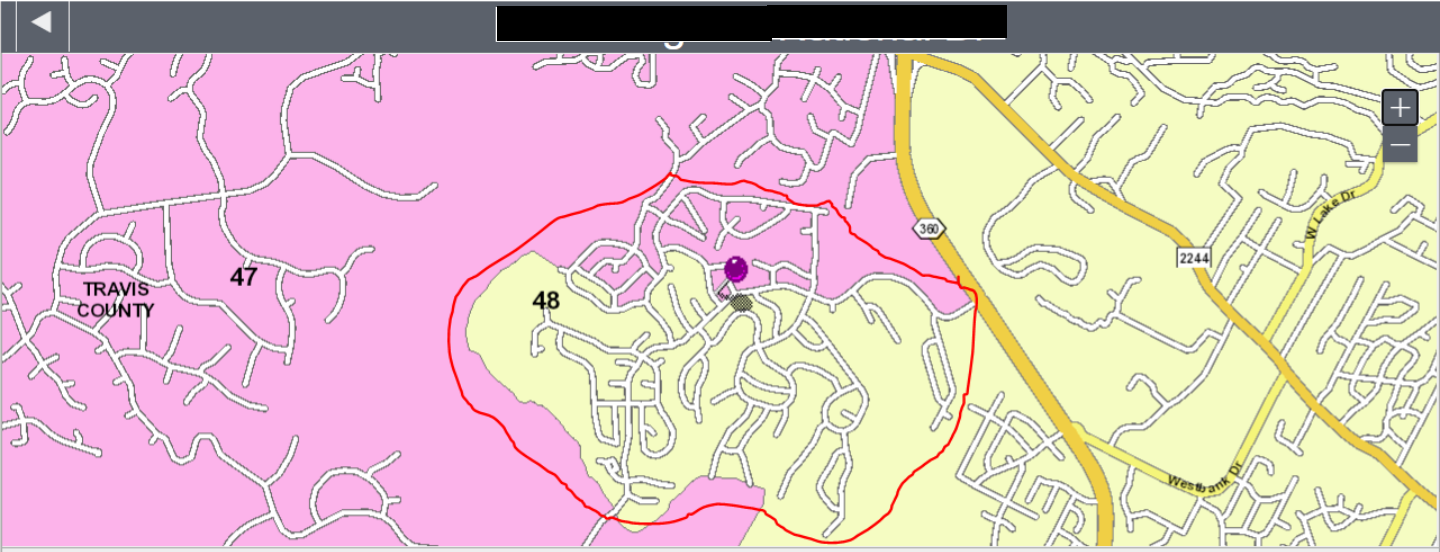 360
W Lake Dr
2244
47
TRAVIS
COUNTY
48
Westbank Dr